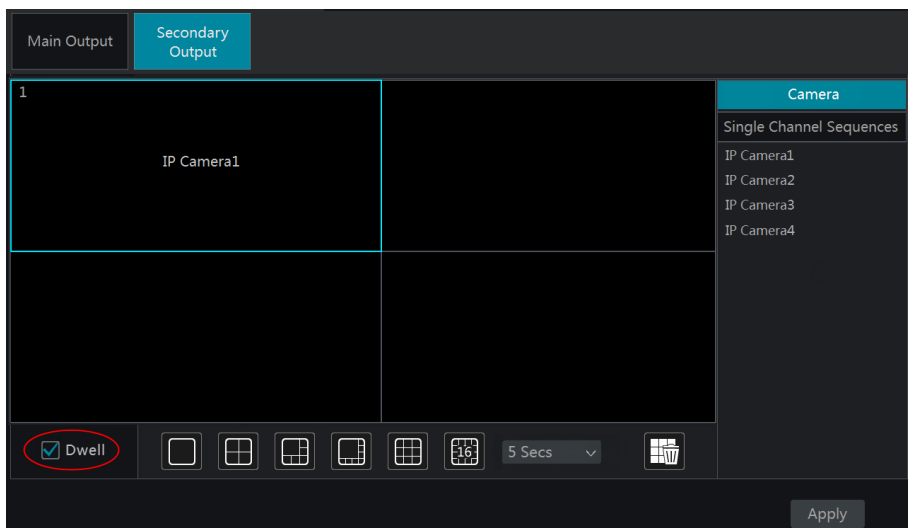 Main Output
Secondary
Output
1
IP Camera1
Camera
Single Channel Sequences
IP Camera1
IP Camera2
IP Camera3
IP Camera4
Dwell
16
5 Secs
Apply